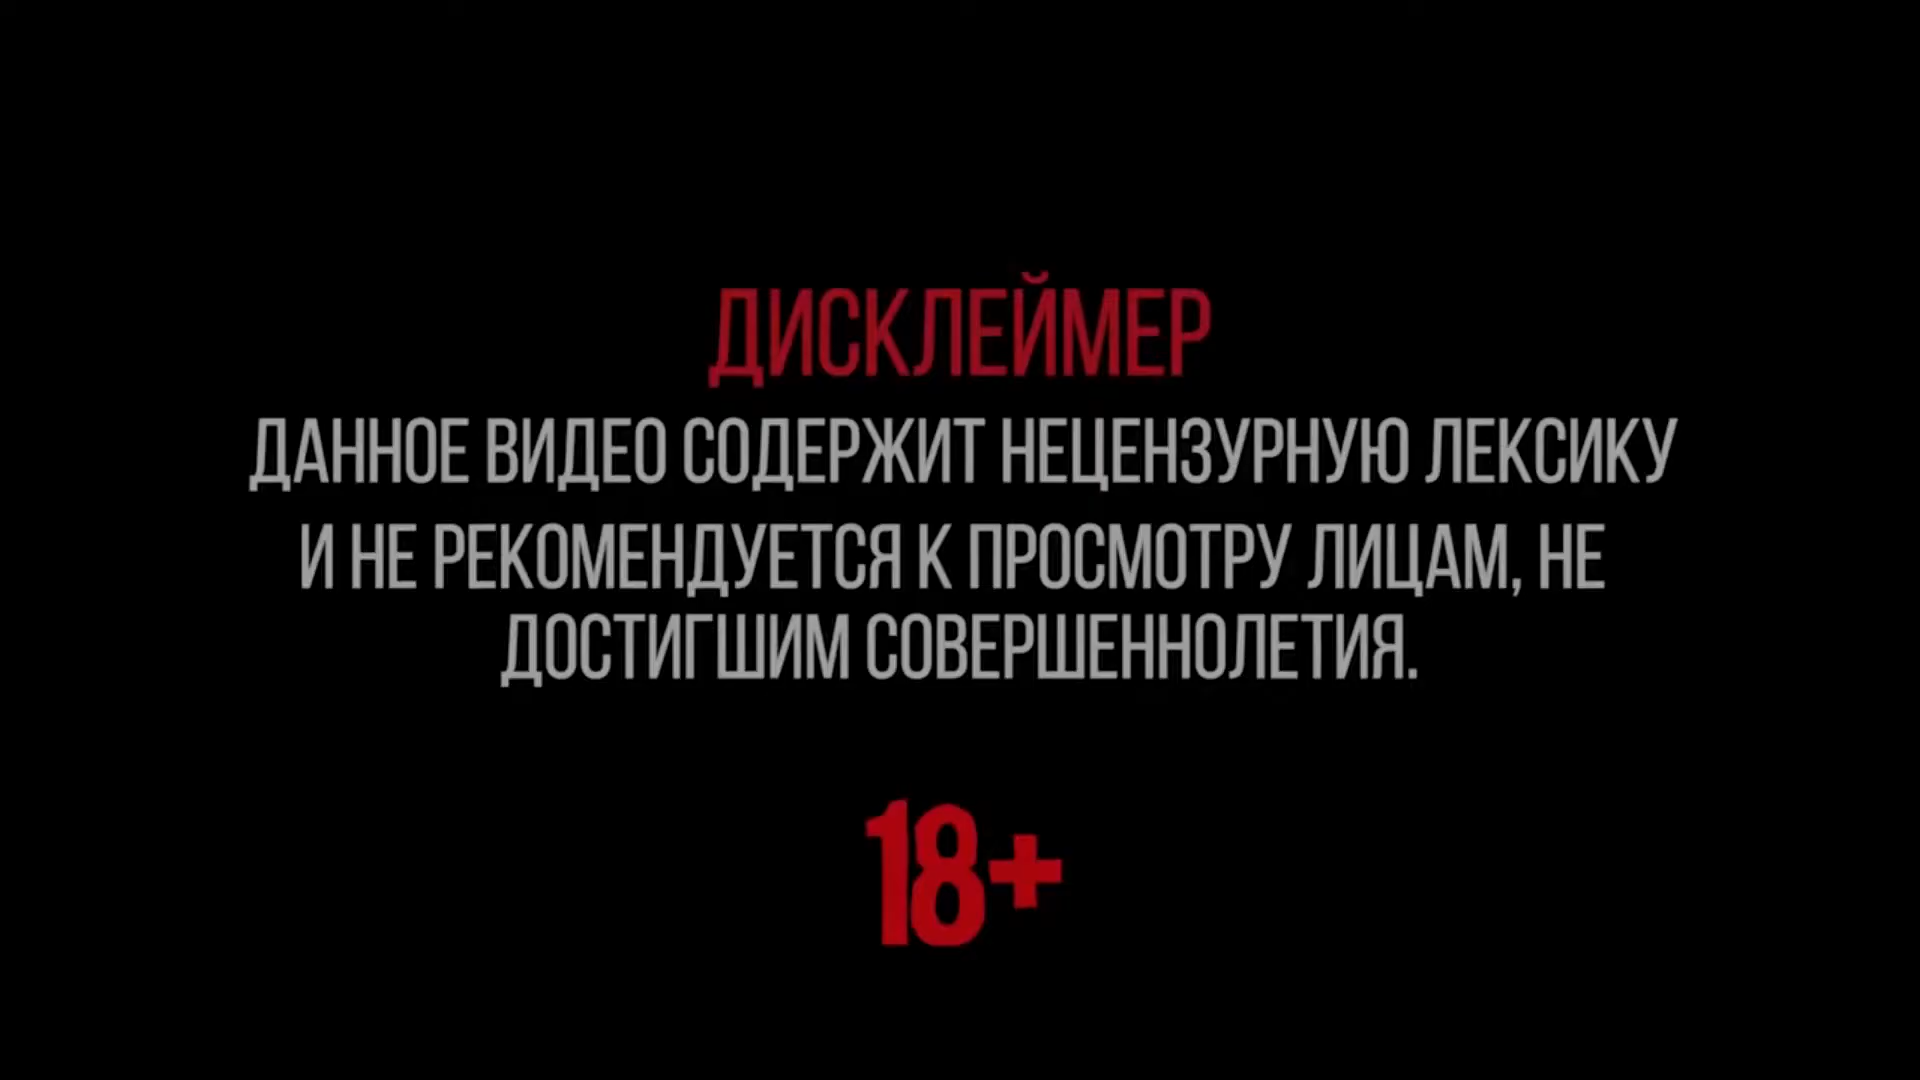 ДИСКЛЕЙМЕР
ДАННОЕ ВИДЕО СОДЕРЖИТ НЕЦЕНЗУРНУЮ ЛЕКСИКУ
И НЕ РЕКОМЕНДУЕТСЯ К ПРОСМОТРУ ЛИЦАМ, НЕ
ДОСТИГШИМ СОВЕРШЕННОЛЕТИЯ.
18+